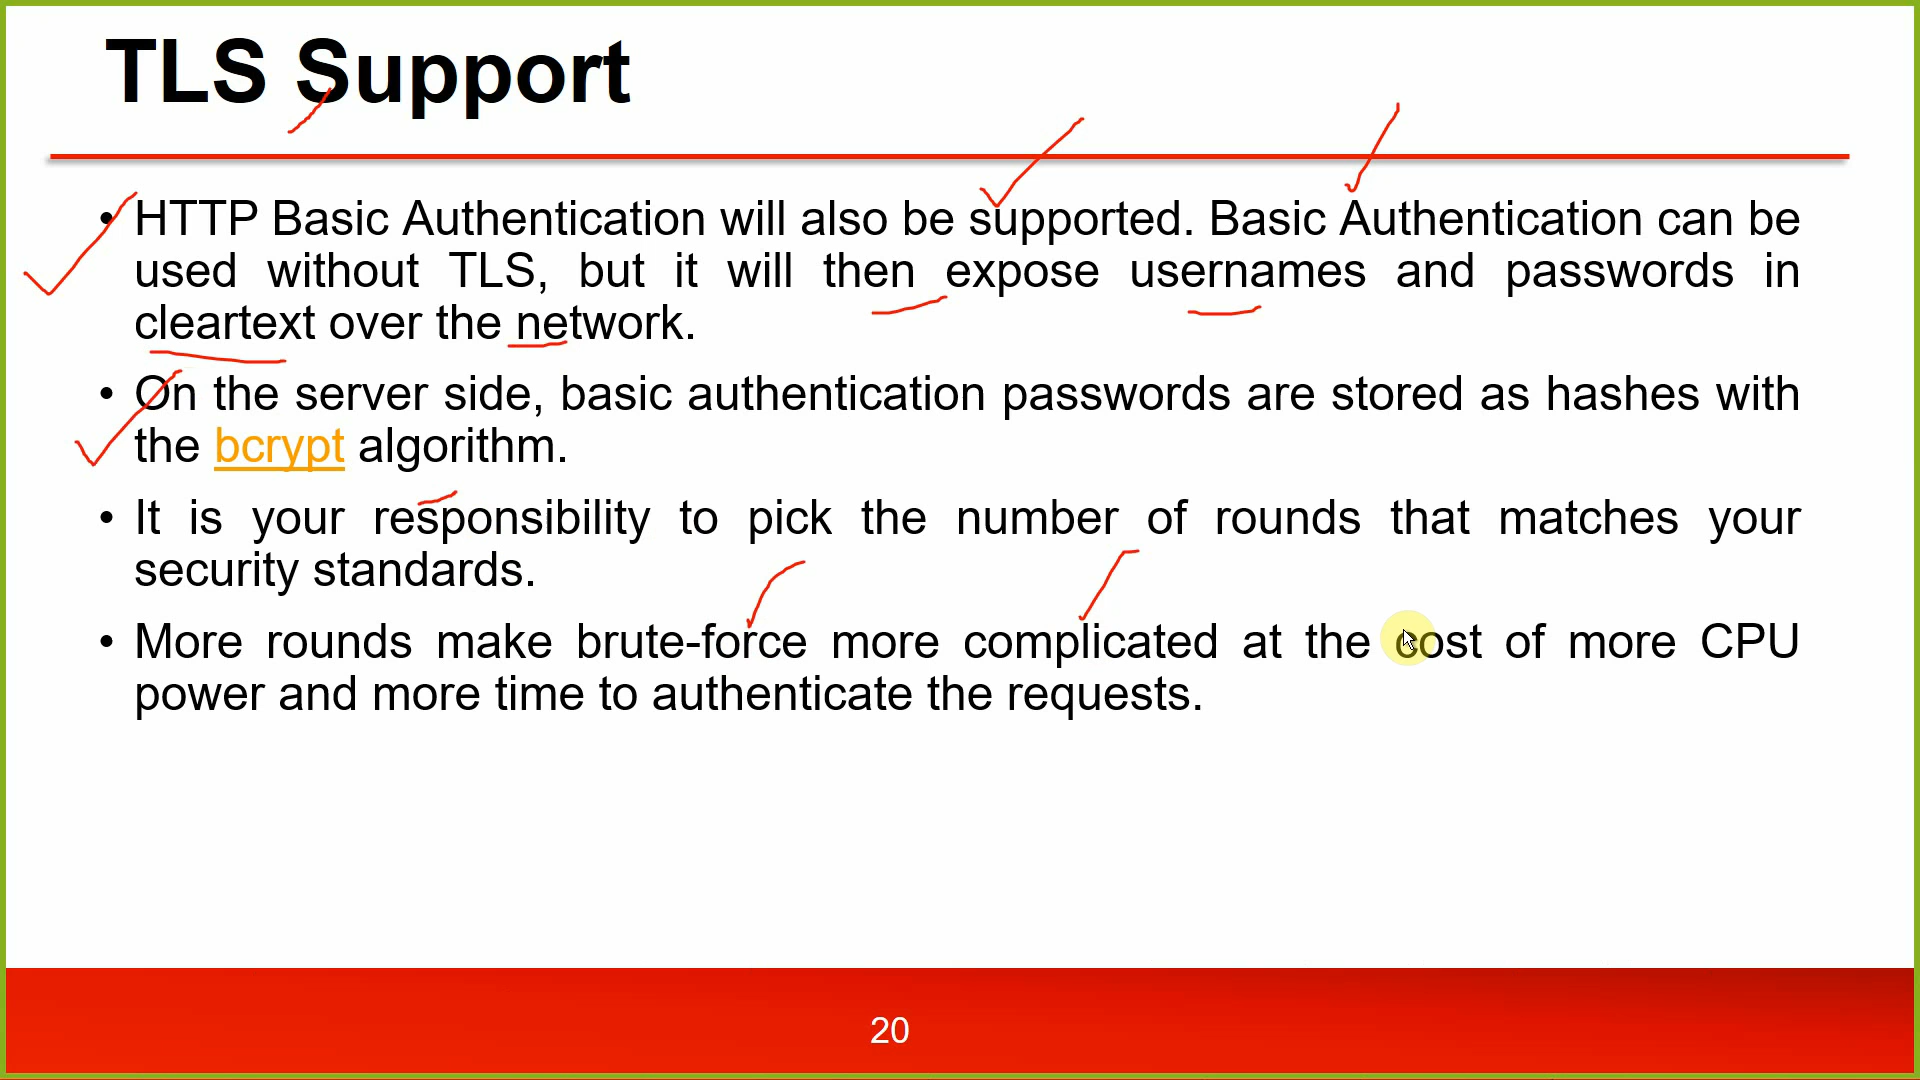 TLS Support
• HTTP Basic Authentication will also be supported. Basic Authentication can be
used without TLS, but it will then expose usernames and passwords in
cleartext over the network.
• On the server side, basic authentication passwords are stored as hashes with
the bcrypt algorithm.
• It is your responsibility to pick the number of rounds that matches your
security standards.
• More rounds make brute-force more complicated at the cost of more CPU
power and more time to authenticate the requests.
20